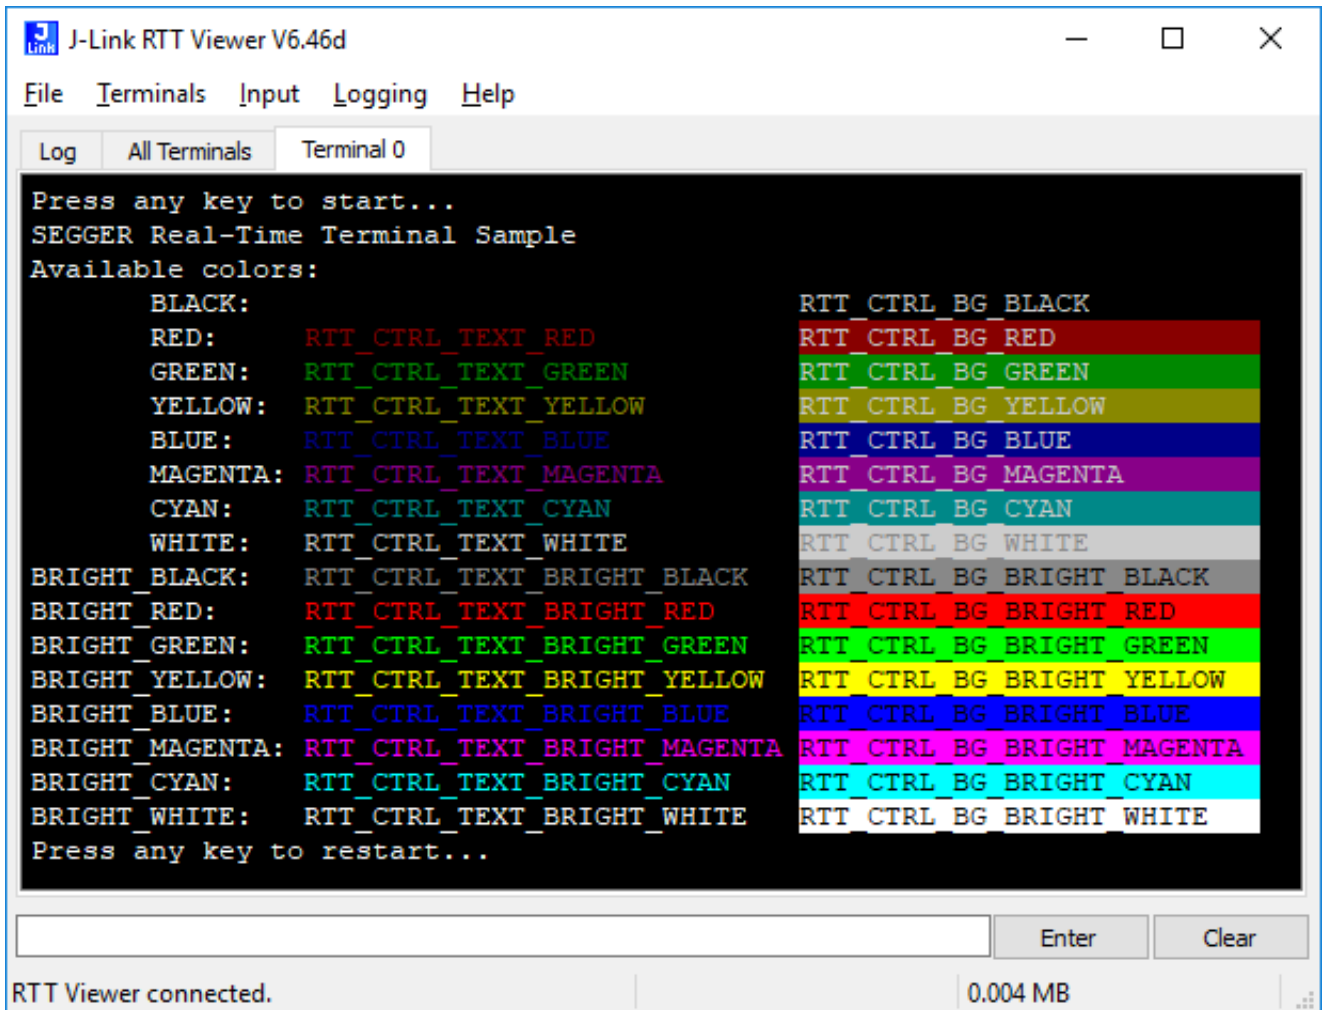 J-Link RTT Viewer V6.46d
File Terminals Input Logging Help
Log All Terminals Terminal 0
Press any key to start...
SEGGER Real-Time Terminal Sample
Available colors:
BLACK: RTT_CTRL_BG_BLACK
RED: RTT_CTRL_TEXT_RED RTT_CTRL_BG_RED
GREEN: RTT_CTRL_TEXT_GREEN RTT_CTRL_BG_GREEN
YELLOW: RTT_CTRL_TEXT_YELLOW RTT_CTRL_BG_YELLOW
BLUE: RTT_CTRL_TEXT_BLUE RTT_CTRL_BG_BLUE
MAGENTA: RTT_CTRL_TEXT_MAGENTA RTT_CTRL_BG_MAGENTA
CYAN: RTT_CTRL_TEXT_CYAN RTT_CTRL_BG_CYAN
WHITE: RTT_CTRL_TEXT_WHITE RTT_CTRL_BG_WHITE
BRIGHT_BLACK: RTT_CTRL_TEXT_BRIGHT_BLACK RTT_CTRL_BG_BRIGHT_BLACK
BRIGHT_RED: RTT_CTRL_TEXT_BRIGHT_RED RTT_CTRL_BG_BRIGHT_RED
BRIGHT_GREEN: RTT_CTRL_TEXT_BRIGHT_GREEN RTT_CTRL_BG_BRIGHT_GREEN
BRIGHT_YELLOW: RTT_CTRL_TEXT_BRIGHT_YELLOW RTT_CTRL_BG_BRIGHT_YELLOW
BRIGHT_BLUE: RTT_CTRL_TEXT_BRIGHT_BLUE RTT_CTRL_BG_BRIGHT_BLUE
BRIGHT_MAGENTA: RTT_CTRL_TEXT_BRIGHT_MAGENTA RTT_CTRL_BG_BRIGHT_MAGENTA
BRIGHT_CYAN: RTT_CTRL_TEXT_BRIGHT_CYAN RTT_CTRL_BG_BRIGHT_CYAN
BRIGHT_WHITE: RTT_CTRL_TEXT_BRIGHT_WHITE RTT_CTRL_BG_BRIGHT_WHITE
Press any key to restart...
Enter Clear
RTT Viewer connected. 0.004 MB